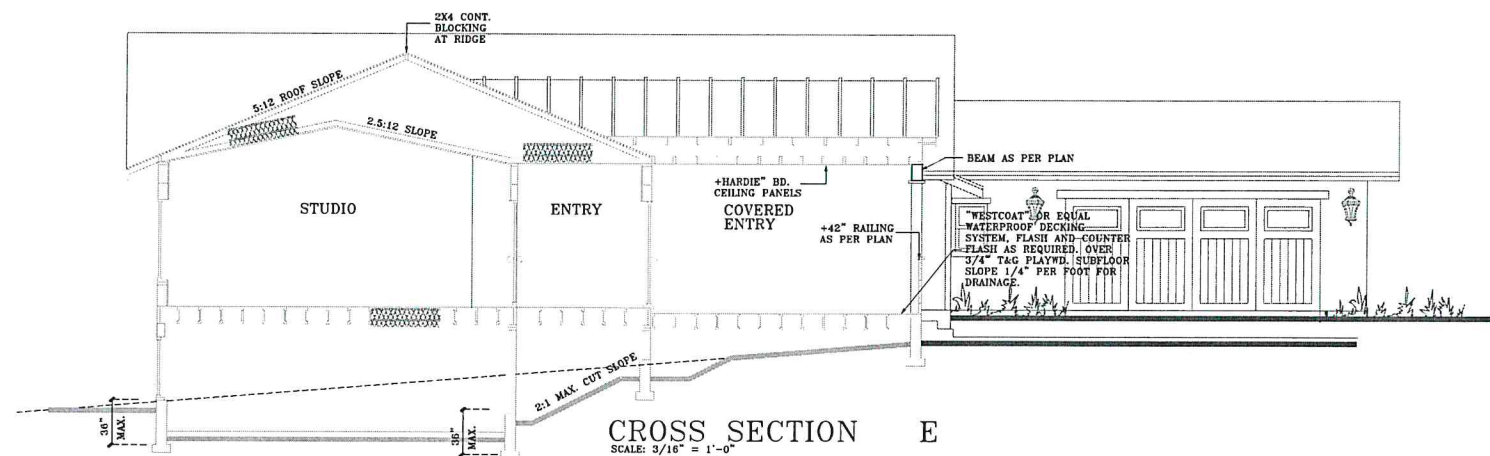 2X4 CONT.
BLOCKING
AT RIDGE
5:12 ROOF SLOPE
2.5:12 SLOPE
BEAM AS PER PLAN
+HARDIE" BD.
CEILING PANELS
STUDIO
ENTRY
COVERED
ENTRY
+42" RAILING
AS PER PLAN
"WESTCOAT" OR EQUAL
WATERPROOF DECKING
SYSTEM, FLASH AND COUNTER
FLASH AS REQUIRED. OVER
3/4" T&G PLAYWD. SUBFLOOR
SLOPE 1/4" PER FOOT FOR
DRAINAGE.
2:1 MAX. CUT SLOPE
36"
MAX.
36"
MAX.
CROSS SECTION E
SCALE: 3/16" = 1'-0"